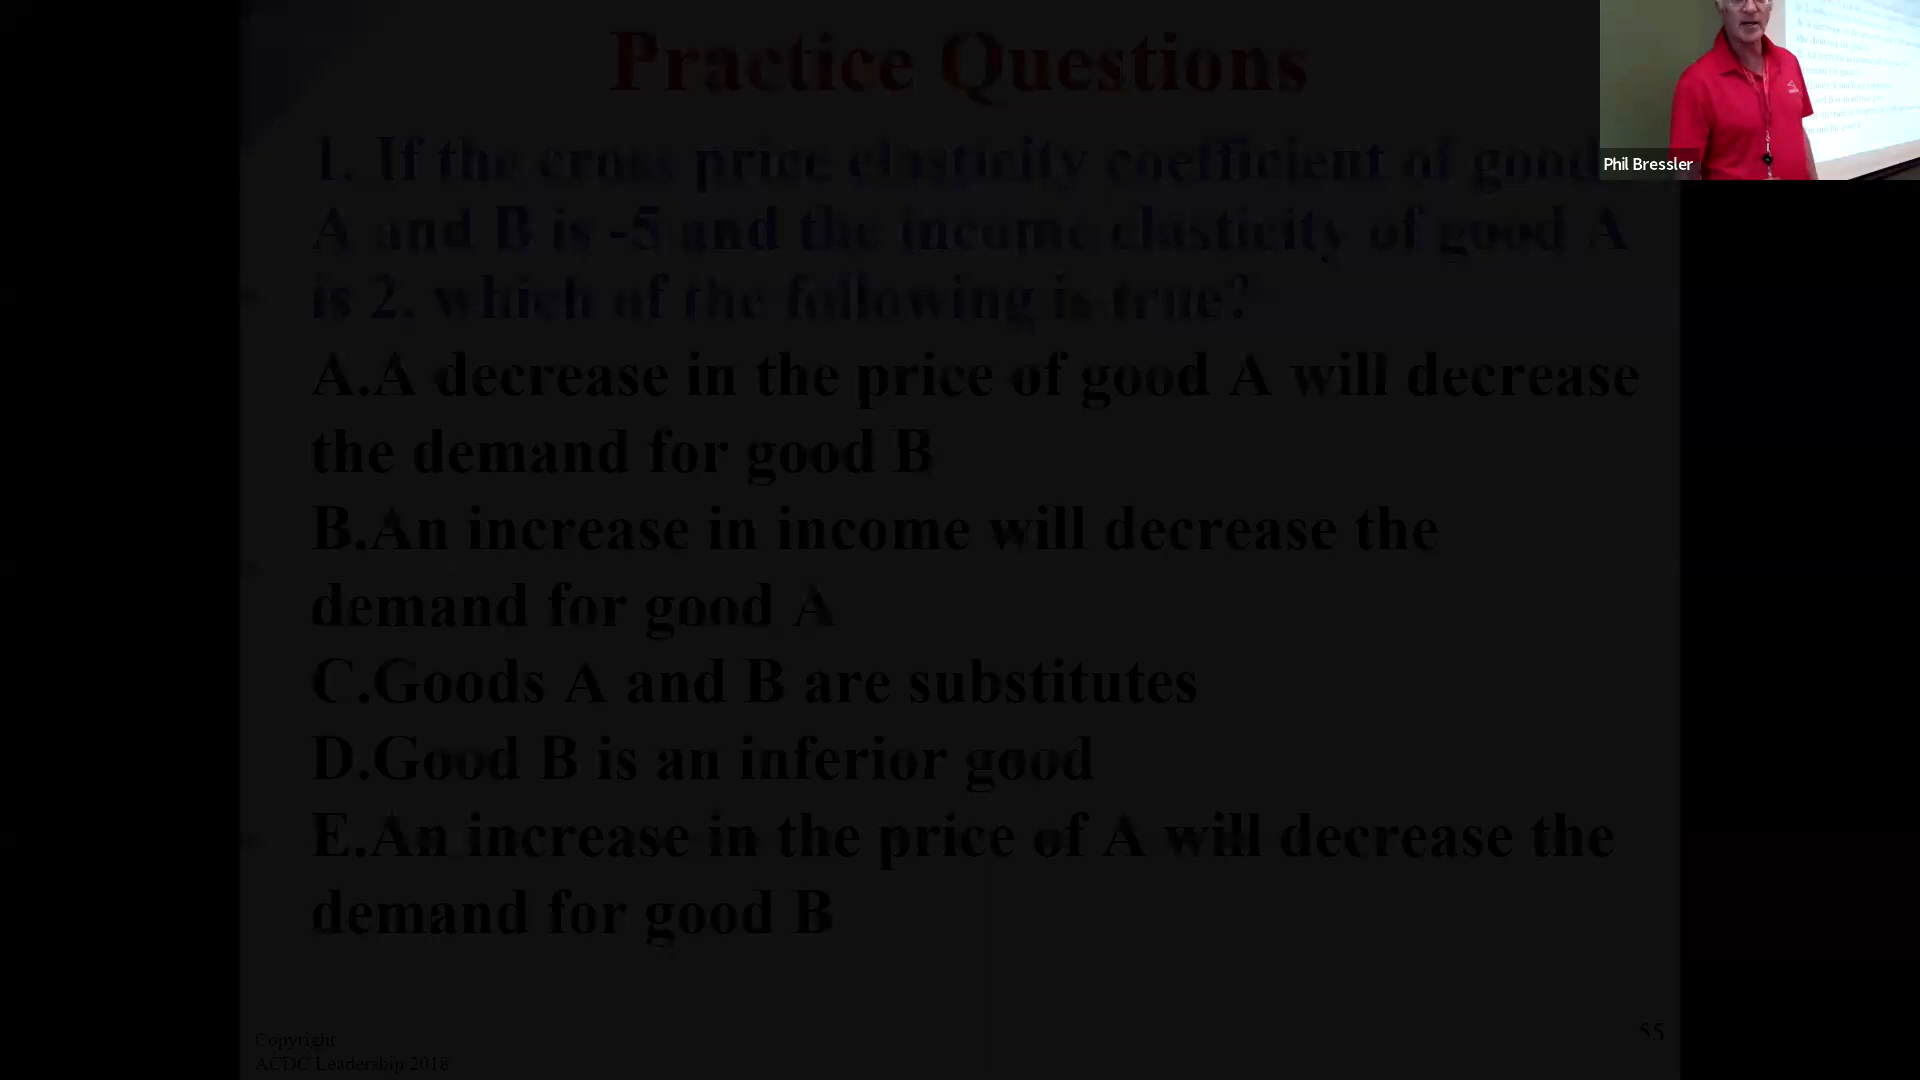 Practice Questions
1. If the cross price elasticity coefficient of good
A and B is -5 and the income elasticity of good A
is 2, which of the following is true?
A.A decrease in the price of good A will decrease
the demand for good B
B.An increase in income will decrease the
demand for good A
C.Goods A and B are substitutes
D.Good B is an inferior good
E.An increase in the price of A will decrease the
demand for good B
Copyright
ACDC Leadership 2018
55
Phil Bressler